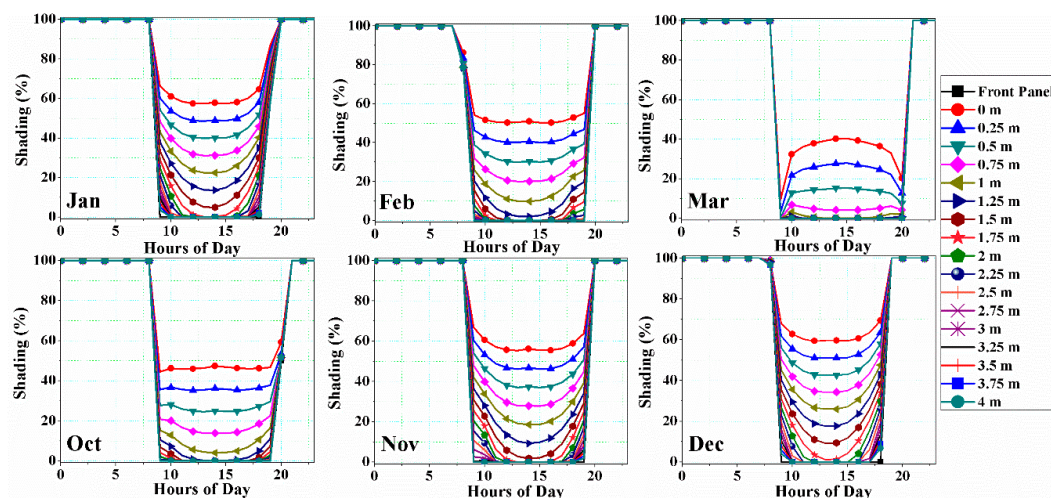 100
80
60
40
20
0
Shading (%)
Jan
0 5 10 15 20
Hours of Day
100
80
60
40
20
0
Shading (%)
Feb
0 5 10 15 20
Hours of Day
100
80
60
40
20
0
Shading (%)
Mar
0 5 10 15 20
Hours of Day
100
80
60
40
20
0
Shading (%)
Oct
0 5 10 15 20
Hours of Day
100
80
60
40
20
0
Shading (%)
Nov
0 5 10 15 20
Hours of Day
100
80
60
40
20
0
Shading (%)
Dec
0 5 10 15 20
Hours of Day
Front Panel
0 m
0.25 m
0.5 m
0.75 m
1 m
1.25 m
1.5 m
1.75 m
2 m
2.25 m
2.5 m
2.75 m
3 m
3.25 m
3.5 m
3.75 m
4 m